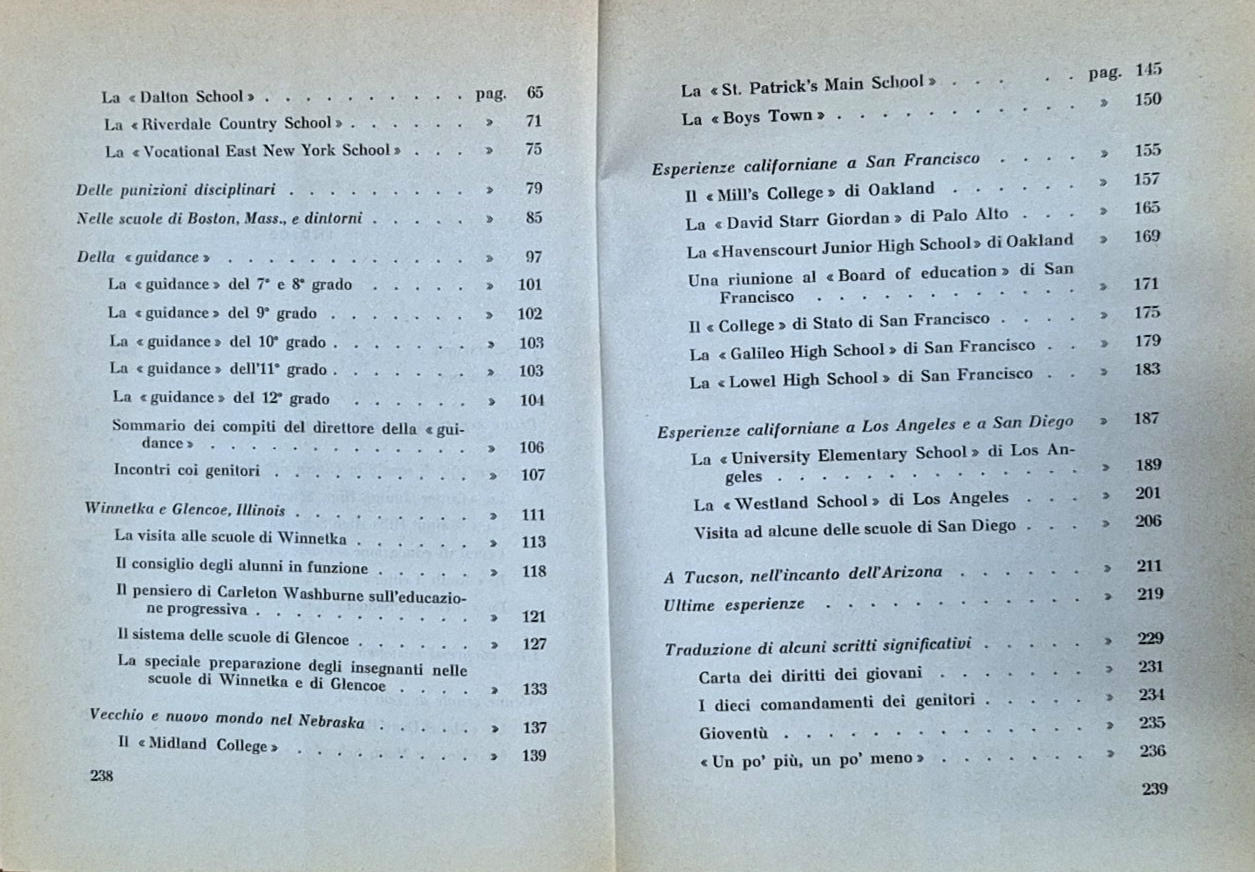 La « Dalton School » . . . . . . . . . . pag. 65
La « Riverdale Country School » . . . . . . » 71
La « Vocational East New York School » . . . » 75
Delle punizioni disciplinari . . . . . . . . . » 79
Nelle scuole di Boston, Mass., e dintorni . . . . . » 85
Della « guidance » . . . . . . . . . . . . » 97
La « guidance » del 7° e 8° grado . . . . . » 101
La « guidance » del 9° grado . . . . . . . » 102
La « guidance » del 10° grado . . . . . . . » 103
La « guidance » dell'11° grado . . . . . . . » 103
La « guidance » del 12° grado . . . . . . » 104
Sommario dei compiti del direttore della « gui-
dance » . . . . . . . . . . . . . » 106
Incontri coi genitori . . . . . . . . . . » 107
Winnetka e Glencoe, Illinois . . . . . . . . . » 111
La visita alle scuole di Winnetka . . . . . . » 113
Il consiglio degli alunni in funzione . . . . . » 118
Il pensiero di Carleton Washburne sull'educazio-
ne progressiva . . . . . . . . . . . » 121
Il sistema delle scuole di Glencoe . . . . . . » 127
La speciale preparazione degli insegnanti nelle
scuole di Winnetka e di Glencoe . . . . » 133
Vecchio e nuovo mondo nel Nebraska . . . . . » 137
Il « Midland College » . . . . . . . . . » 139
238
La « St. Patrick's Main School » . . . . . pag. 145
La « Boys Town » . . . . . . . . . . . » 150
Esperienze californiane a San Francisco . . . . » 155
Il « Mill's College » di Oakland . . . . . . » 157
La « David Starr Giordan » di Palo Alto . . . » 165
La « Havenscourt Junior High School » di Oakland » 169
Una riunione al « Board of education » di San
Francisco . . . . . . . . . . . » 171
Il « College » di Stato di San Francisco . . . . » 175
La « Galileo High School » di San Francisco . . » 179
La « Lowel High School » di San Francisco . . » 183
Esperienze californiane a Los Angeles e a San Diego » 187
La « University Elementary School » di Los An-
geles . . . . . . . . . . . . . » 189
La « Westland School » di Los Angeles . . . » 201
Visita ad alcune delle scuole di San Diego . . . » 206
A Tucson, nell'incanto dell'Arizona . . . . . . » 211
Ultime esperienze . . . . . . . . . . . . » 219
Traduzione di alcuni scritti significativi . . . . . » 229
Carta dei diritti dei giovani . . . . . . . » 231
I dieci comandamenti dei genitori . . . . . » 234
Gioventù . . . . . . . . . . . . . » 235
« Un po' più, un po' meno » . . . . . . . » 236
239